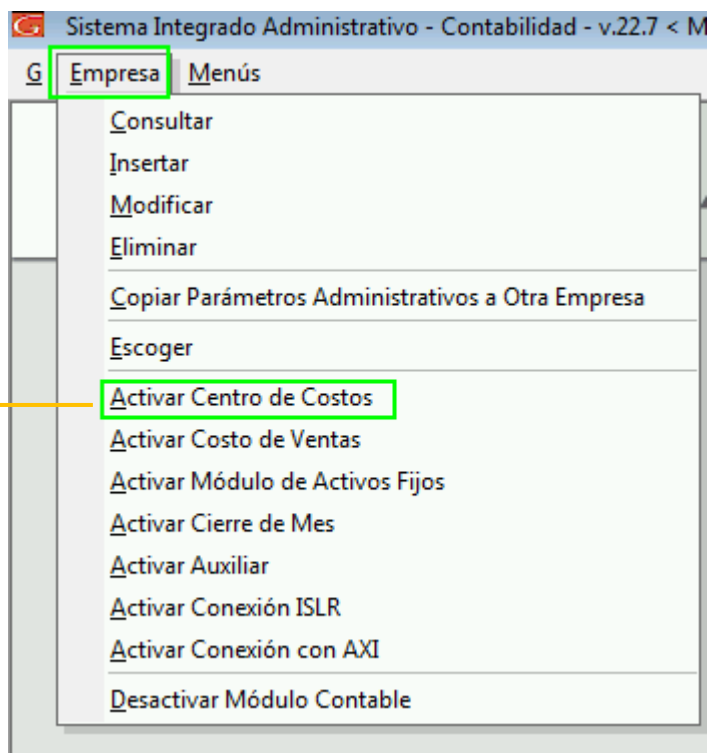 Sistema Integrado Administrativo - Contabilidad - v.22.7 < M
G Empresa Menús
Consultar
Insertar
Modificar
Eliminar
Copiar Parámetros Administrativos a Otra Empresa
Escoger
Activar Centro de Costos
Activar Costo de Ventas
Activar Módulo de Activos Fijos
Activar Cierre de Mes
Activar Auxiliar
Activar Conexión ISLR
Activar Conexión con AXI
Desactivar Módulo Contable